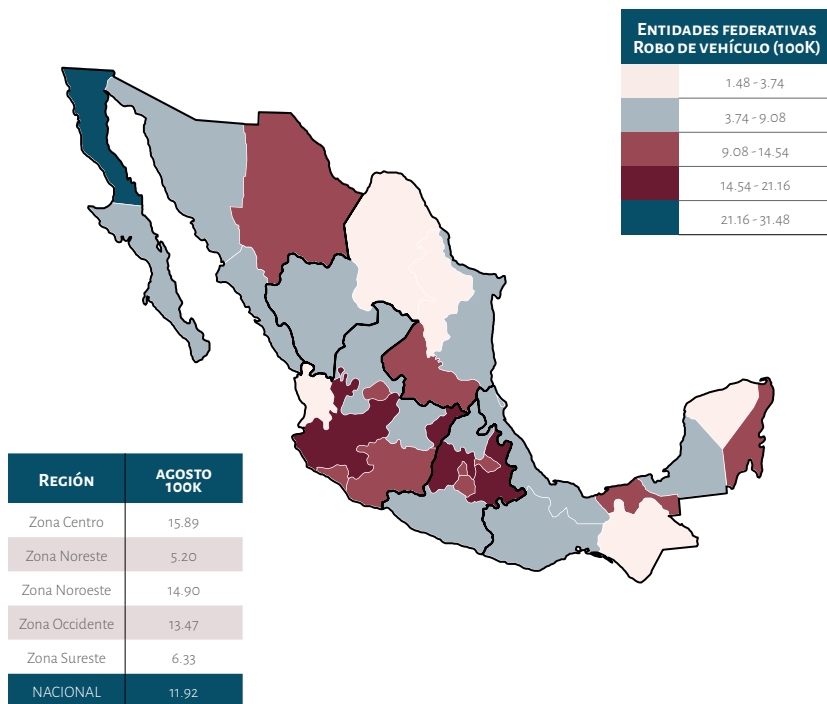 Entidades federativas
Robo de vehículo (100K)
1.48 - 3.74
3.74 - 9.08
9.08 - 14.54
14.54 - 21.16
21.16 - 31.48
Región
agosto
100K
Zona Centro 15.89
Zona Noreste 5.20
Zona Noroeste 14.90
Zona Occidente 13.47
Zona Sureste 6.33
NACIONAL 11.92